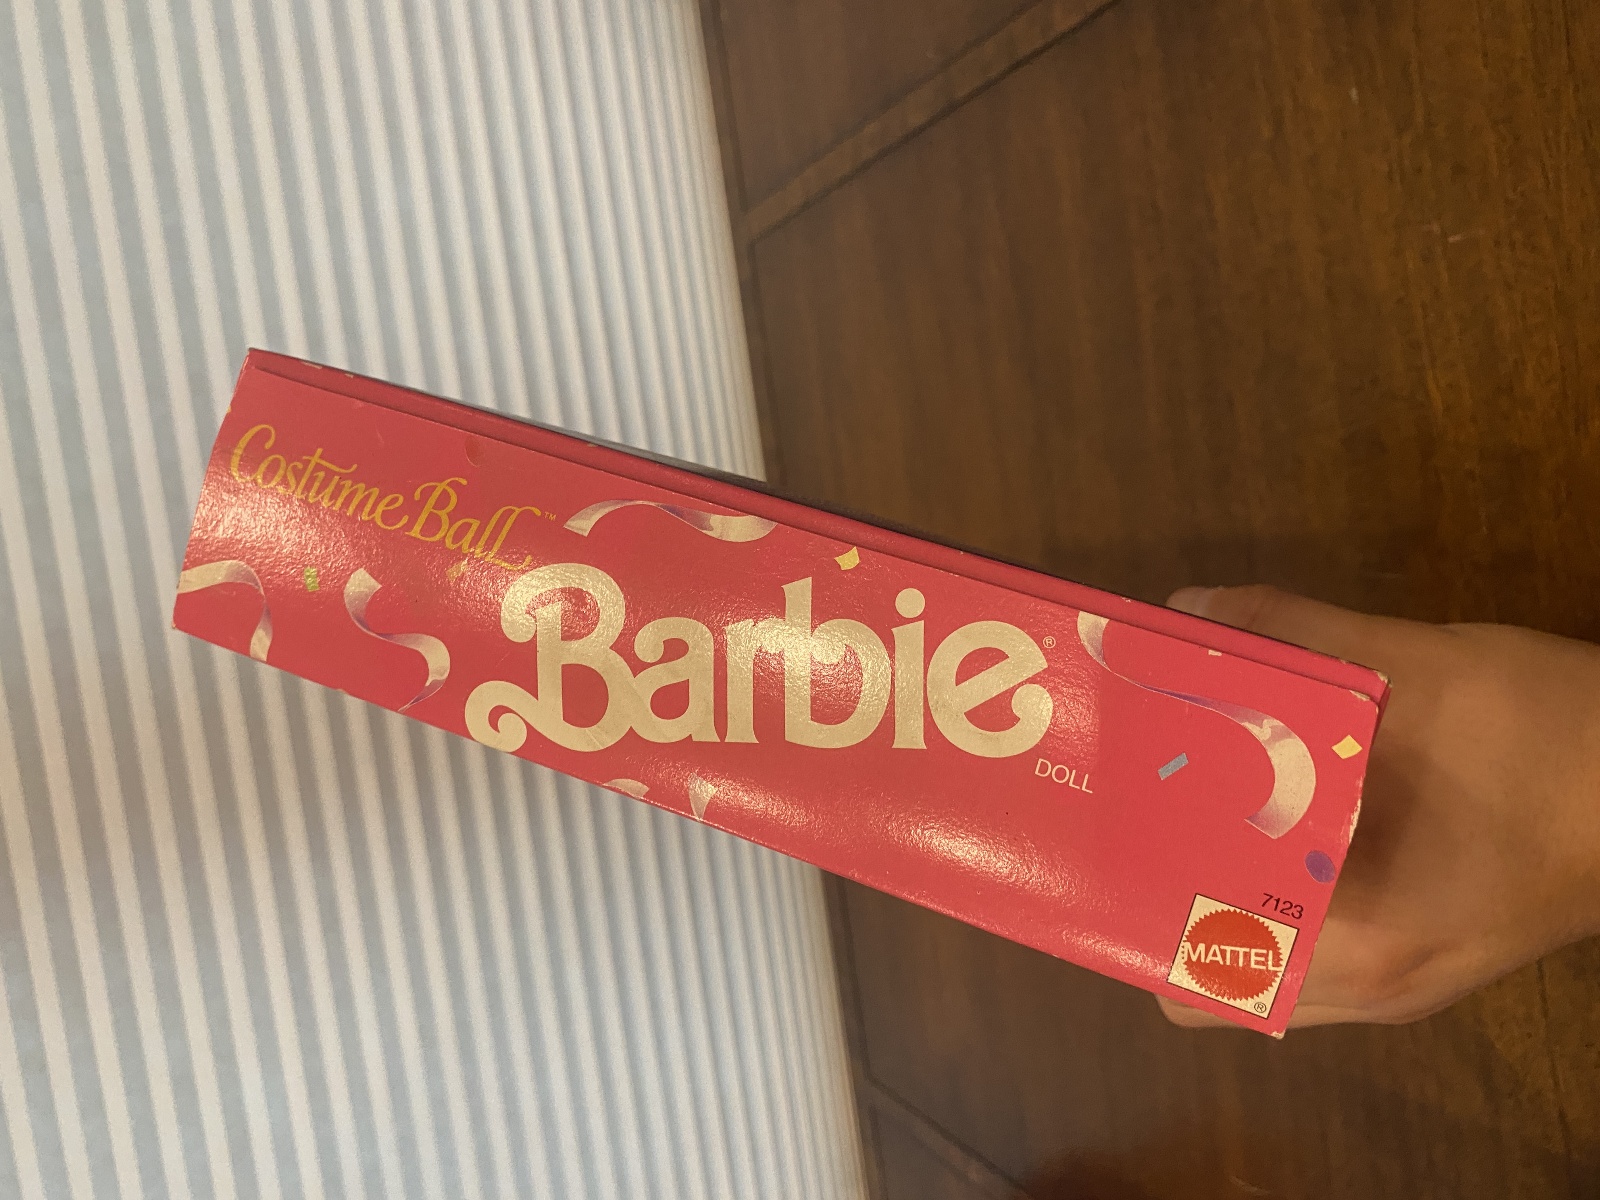 Costume Ball™
Barbie®
DOLL
7123
MATTEL
®